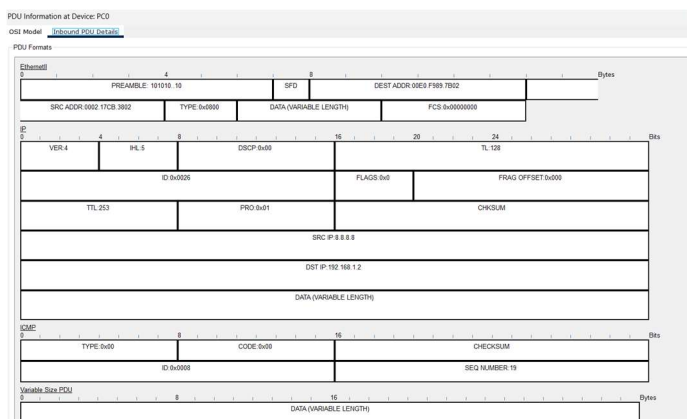 PDU Information at Device: PC0
OSI Model Inbound PDU Details
PDU Formats
EthernetII
0 4 8 Bytes
PREAMBLE: 101010..10 SFD DEST ADDR:00E0.F989.7B02
SRC ADDR:0002.17CB.3802 TYPE:0x0800 DATA (VARIABLE LENGTH) FCS:0x00000000
IP
0 4 8 16 20 24 Bits
VER:4 IHL:5 DSCP:0x00 TL:128
ID:0x0026 FLAGS:0x0 FRAG OFFSET:0x000
TTL:253 PRO:0x01 CHKSUM
SRC IP:8.8.8.8
DST IP:192.168.1.2
DATA (VARIABLE LENGTH)
ICMP
0 8 16 Bits
TYPE:0x00 CODE:0x00 CHECKSUM
ID:0x0008 SEQ NUMBER:19
Variable Size PDU
0 8 16 Bytes
DATA (VARIABLE LENGTH)